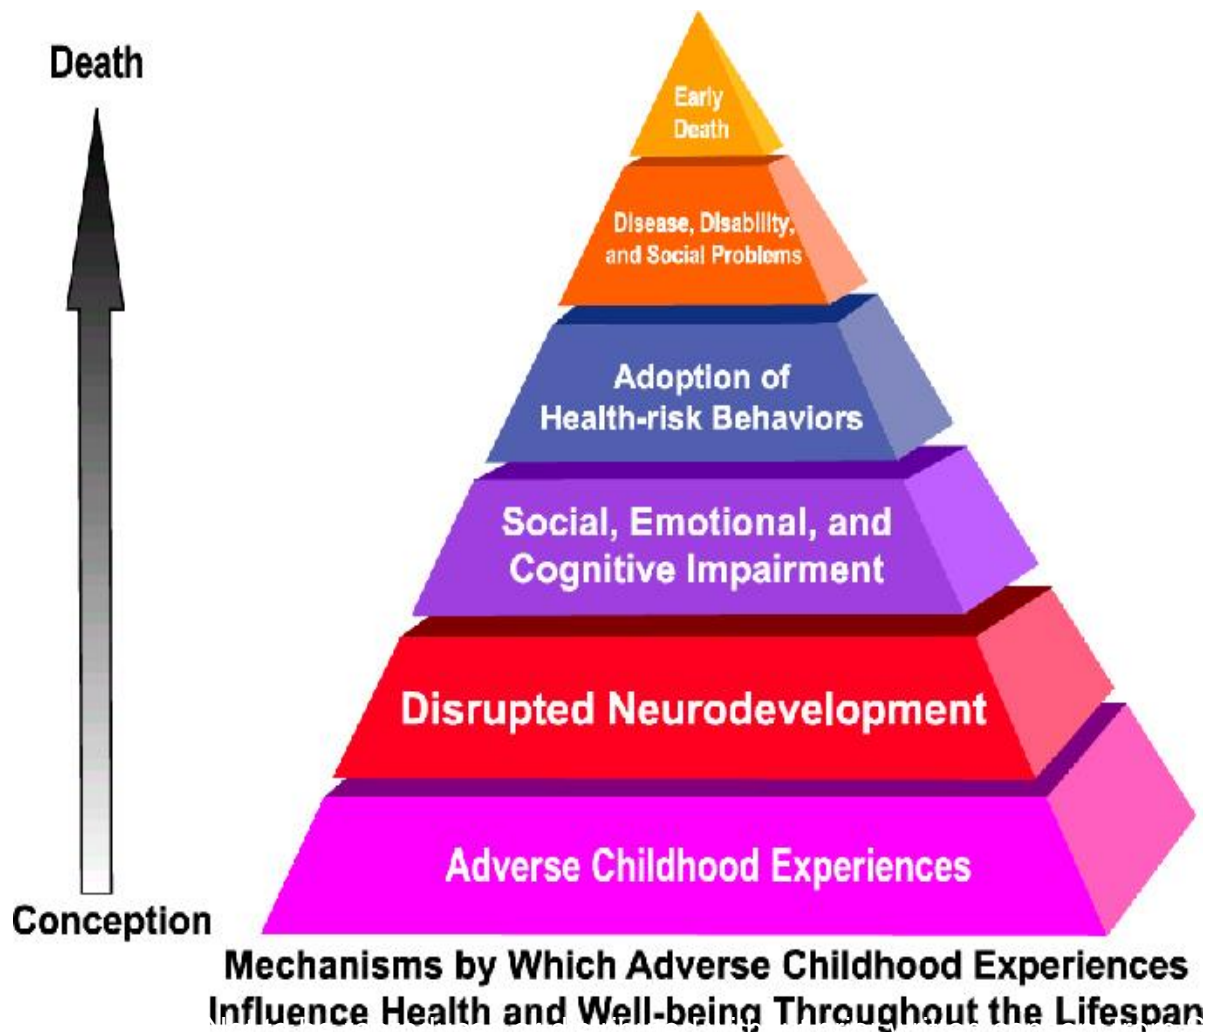 Death
Early
Death
Disease, Disability,
and Social Problems
Adoption of
Health-risk Behaviors
Social, Emotional, and
Cognitive Impairment
Disrupted Neurodevelopment
Adverse Childhood Experiences
Conception
Mechanisms by Which Adverse Childhood Experiences
Influence Health and Well-being Throughout the Lifespan